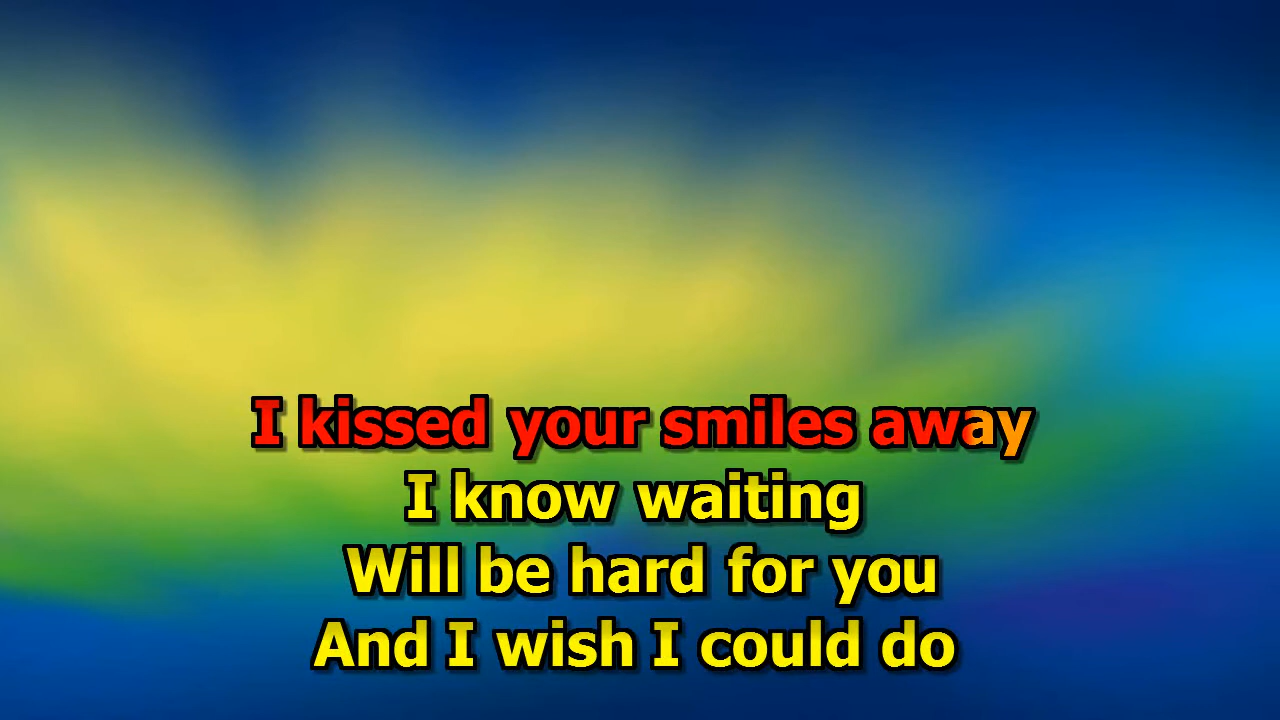 I kissed your smiles away
I know waiting
Will be hard for you
And I wish I could do